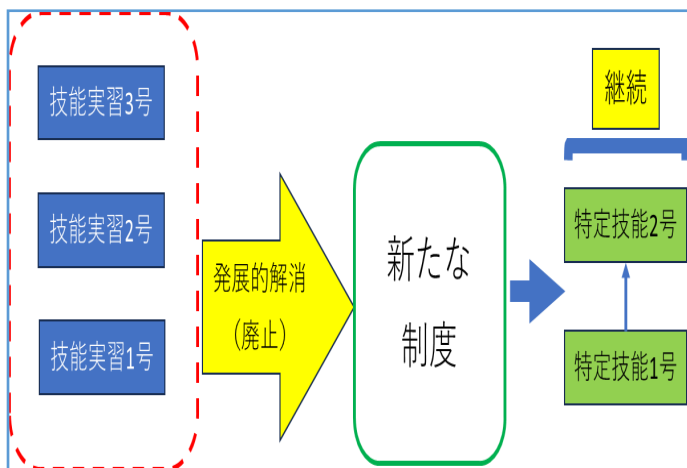 技能実習3号
技能実習2号
技能実習1号
発展的解消
（廃止）
新たな
制度
継続
特定技能2号
特定技能1号